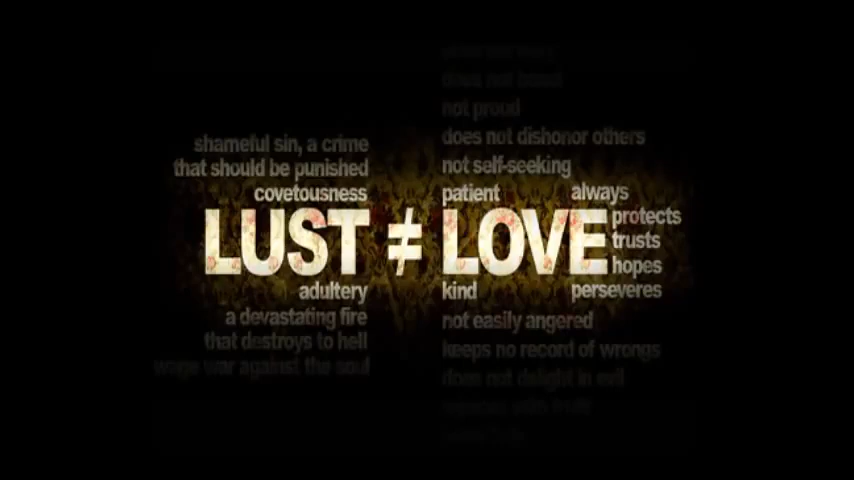 shameful sin, a crime
that should be punished
covetousness
LUST ≠ LOVE
adultery
a devastating fire
that destroys to hell
wage war against the soul
does not boast
not proud
does not dishonor others
not self-seeking
patient
always
protects
trusts
hopes
perseveres
kind
not easily angered
keeps no record of wrongs
does not delight in evil